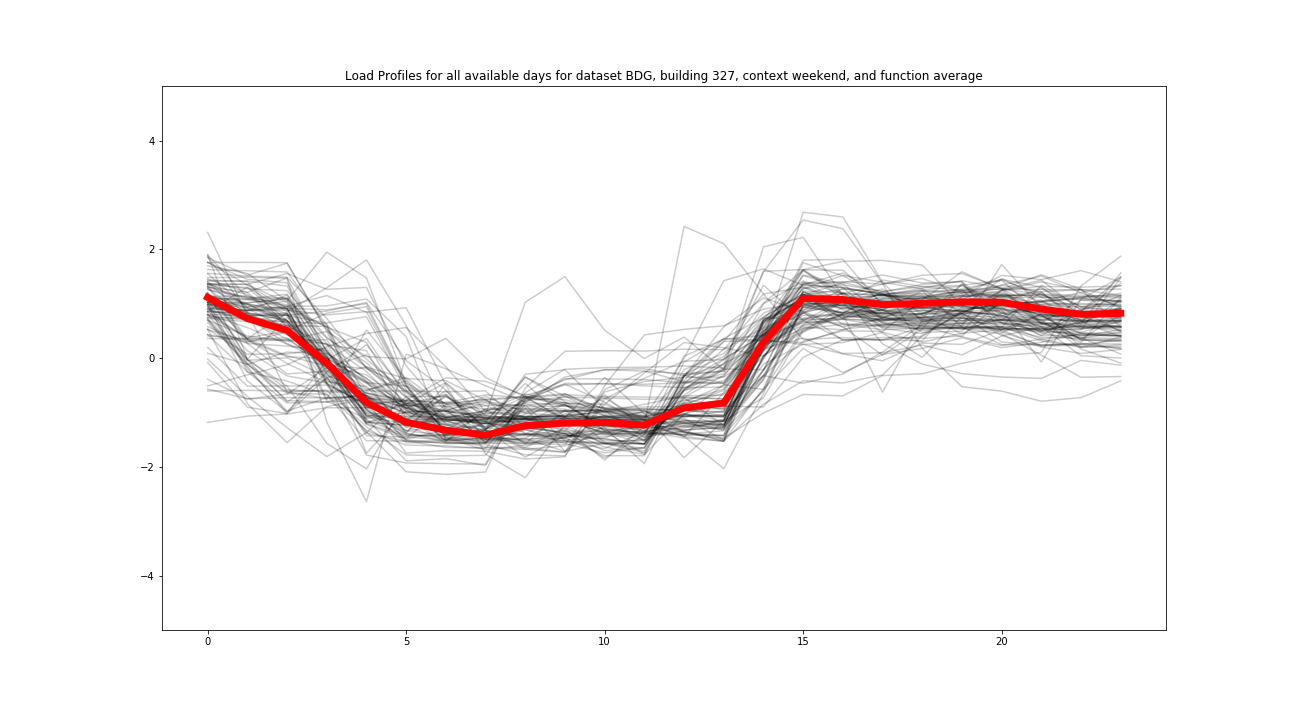 Load Profiles for all available days for dataset BDG, building 327, context weekend, and function average
4
2
0
−2
−4
0 5 10 15 20